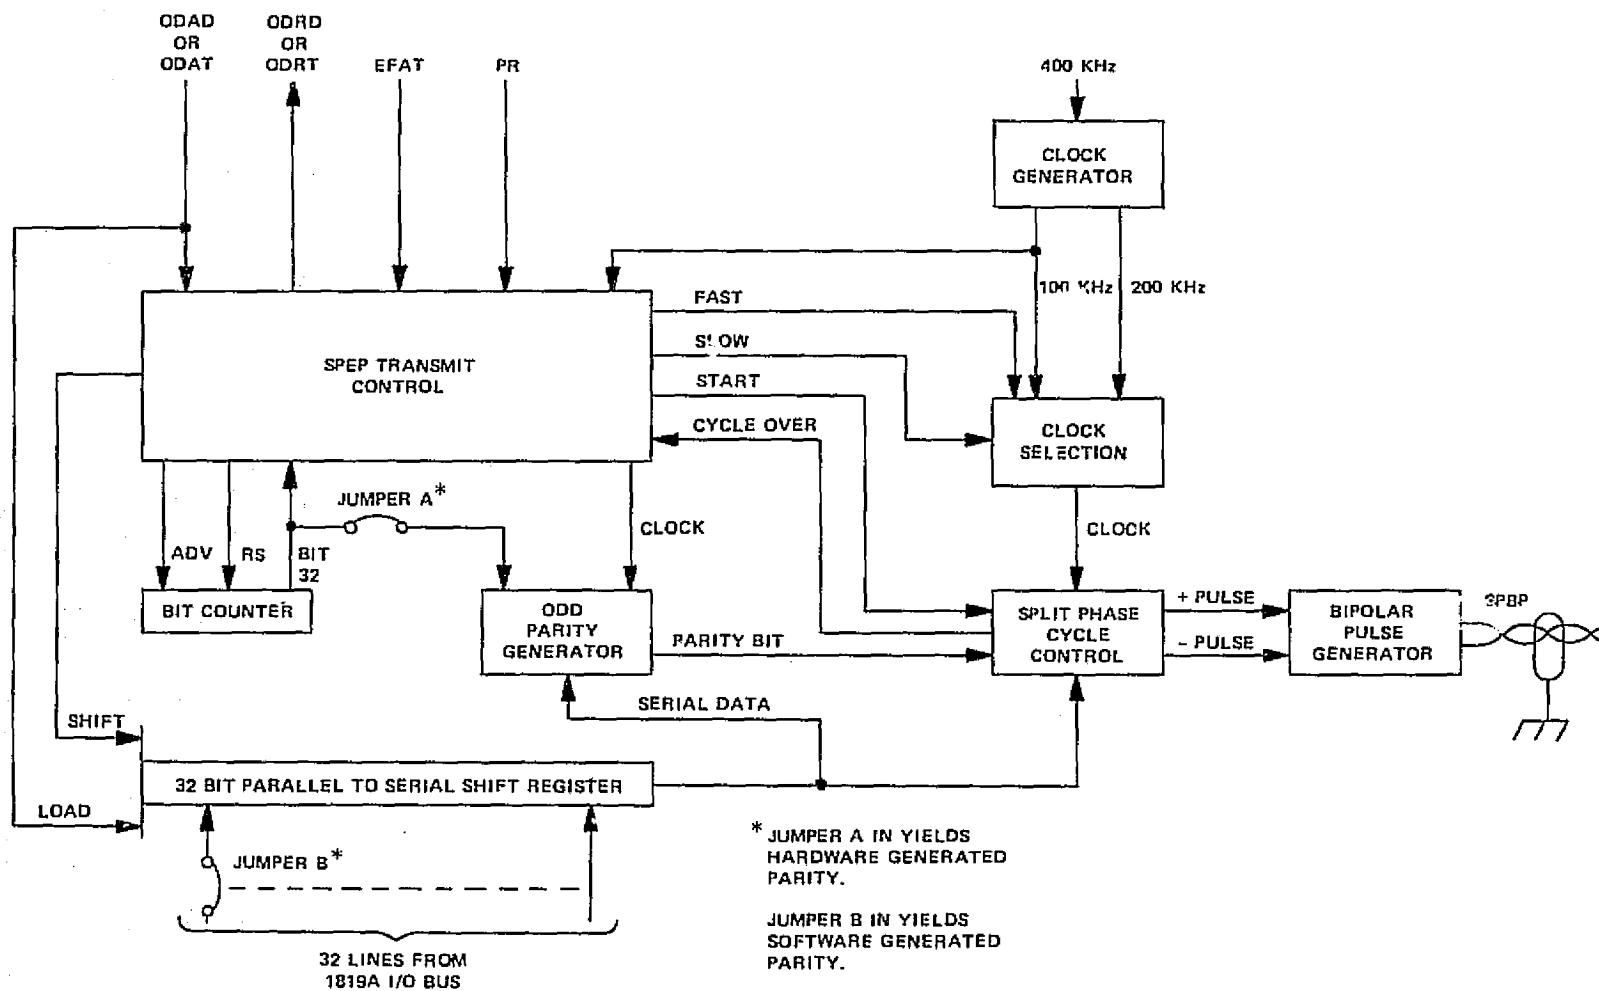 ODAD
OR
ODAT
ODRD
OR
ODRT
EFAT
PR
400 KHz
CLOCK
GENERATOR
100 KHz
200 KHz
FAST
SLOW
START
CYCLE OVER
SPEP TRANSMIT
CONTROL
CLOCK
SELECTION
JUMPER A*
ADV
RS
BIT
32
CLOCK
CLOCK
BIT COUNTER
ODD
PARITY
GENERATOR
PARITY BIT
SPLIT PHASE
CYCLE
CONTROL
+ PULSE
– PULSE
BIPOLAR
PULSE
GENERATOR
SPBP
SERIAL DATA
SHIFT
32 BIT PARALLEL TO SERIAL SHIFT REGISTER
LOAD
JUMPER B*
32 LINES FROM
1819A I/O BUS
* JUMPER A IN YIELDS
HARDWARE GENERATED
PARITY.
JUMPER B IN YIELDS
SOFTWARE GENERATED
PARITY.